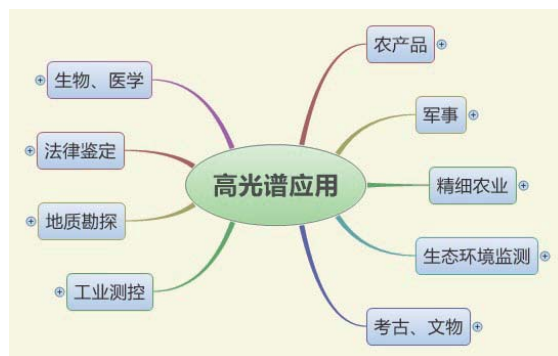 农产品
生物、医学
军事
法律鉴定
高光谱应用
精细农业
地质勘探
生态环境监测
工业测控
考古、文物